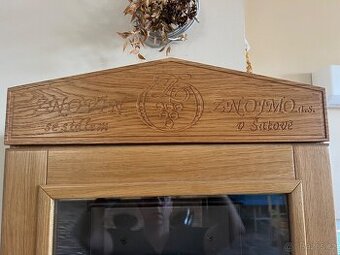 ZNOVÍN ZNOJMO a.s.
se sídlem v Šatově